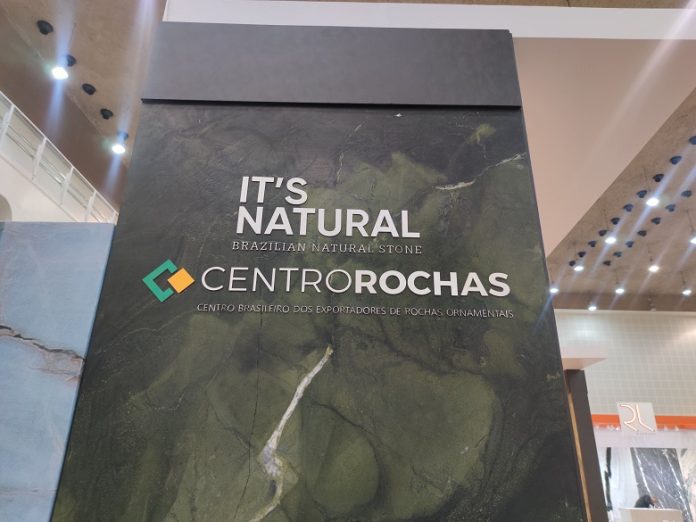 IT'S
NATURAL
BRAZILIAN NATURAL STONE
CENTROROCHAS
CENTRO BRASILEIRO DOS EXPORTADORES DE ROCHAS ORNAMENTAIS